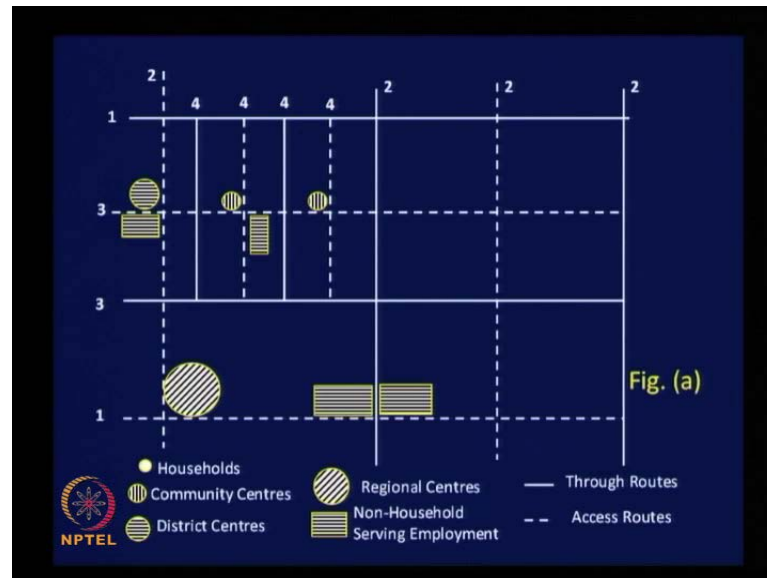 2
2
2
2
4
4
4
4
1
3
3
1
Fig. (a)
Households
Community Centres
District Centres
Regional Centres
Non-Household
Serving Employment
Through Routes
Access Routes
NPTEL